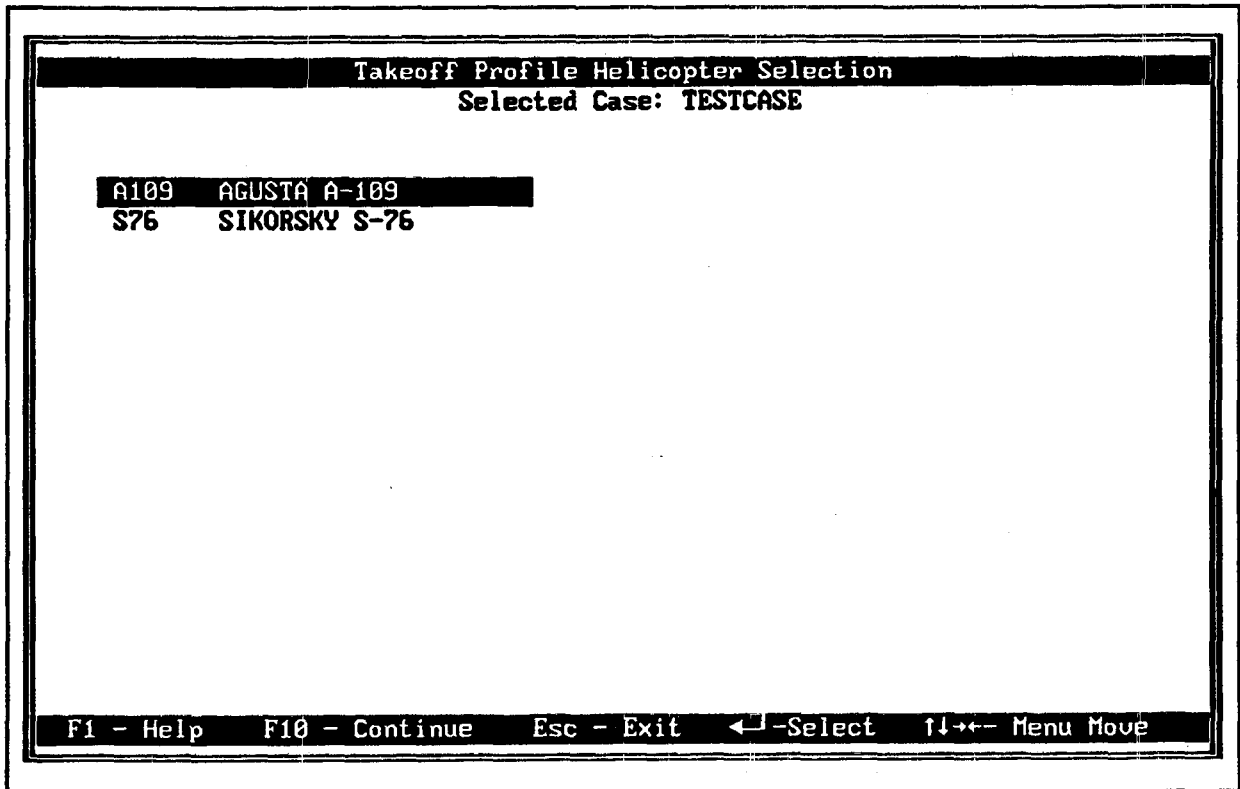 Takeoff Profile Helicopter Selection
Selected Case: TESTCASE
A109 AGUSTA A-109
S76 SIKORSKY S-76
F1 - Help F10 - Continue Esc - Exit ↵-Select ↑↓→←- Menu Move